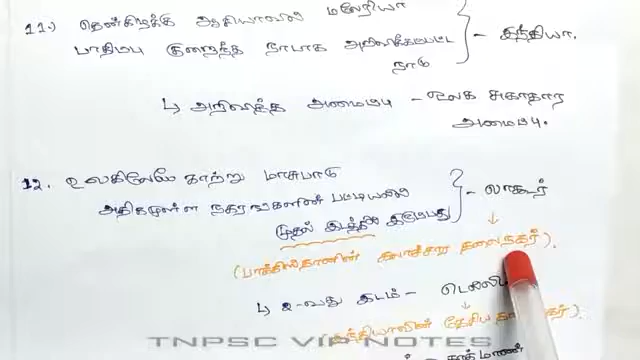 11.) தென்கிழக்கு ஆசியாவில் மலேரியா
பாதிப்பு குறைந்த நாடாக அறிவிக்கப்பட்ட
நாடு
- இந்தியா.
↳ அறிவித்த அமைப்பு - உலக சுகாதார
அமைப்பு.
12. உலகிலேயே காற்று மாசுபாடு
அதிகமுள்ள நகரங்களின் பட்டியலில்
முதல் இடத்தில் இருப்பது
- லாகூர்
(பாகிஸ்தானின் கலாச்சார தலைநகர்).
↳ 2-வது இடம் - டெல்லி
தேசிய
TNPSC VIP NOTES